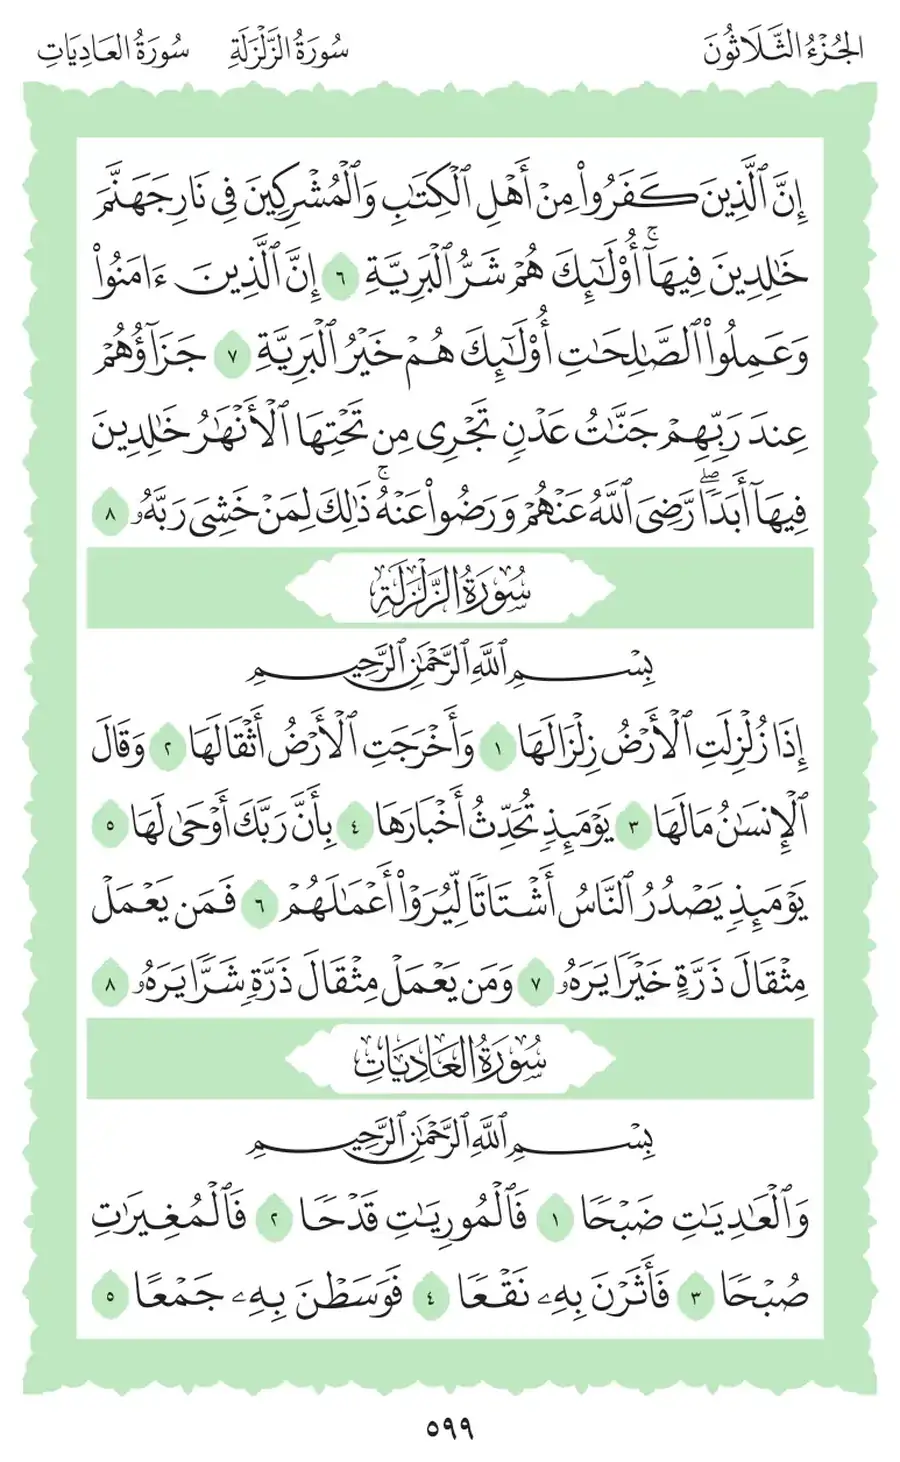 الجُزْءُ الثَّلَاثُونَ سُورَةُ الزَّلْزَلَةِ سُورَةُ العَادِيَاتِ
إِنَّ ٱلَّذِينَ كَفَرُوا۟ مِنْ أَهْلِ ٱلْكِتَٰبِ وَٱلْمُشْرِكِينَ فِى نَارِ جَهَنَّمَ
خَٰلِدِينَ فِيهَآ ۚ أُو۟لَٰٓئِكَ هُمْ شَرُّ ٱلْبَرِيَّةِ ٦ إِنَّ ٱلَّذِينَ ءَامَنُوا۟
وَعَمِلُوا۟ ٱلصَّٰلِحَٰتِ أُو۟لَٰٓئِكَ هُمْ خَيْرُ ٱلْبَرِيَّةِ ٧ جَزَآؤُهُمْ
عِندَ رَبِّهِمْ جَنَّٰتُ عَدْنٍ تَجْرِى مِن تَحْتِهَا ٱلْأَنْهَٰرُ خَٰلِدِينَ
فِيهَآ أَبَدًا ۖ رَّضِىَ ٱللَّهُ عَنْهُمْ وَرَضُوا۟ عَنْهُ ۚ ذَٰلِكَ لِمَنْ خَشِىَ رَبَّهُۥ ٨
سُورَةُ الزَّلْزَلَةِ
بِسْمِ ٱللَّهِ ٱلرَّحْمَٰنِ ٱلرَّحِيمِ
إِذَا زُلْزِلَتِ ٱلْأَرْضُ زِلْزَالَهَا ١ وَأَخْرَجَتِ ٱلْأَرْضُ أَثْقَالَهَا ٢ وَقَالَ
ٱلْإِنسَٰنُ مَا لَهَا ٣ يَوْمَئِذٍ تُحَدِّثُ أَخْبَارَهَا ٤ بِأَنَّ رَبَّكَ أَوْحَىٰ لَهَا ٥
يَوْمَئِذٍ يَصْدُرُ ٱلنَّاسُ أَشْتَاتًا لِّيُرَوْا۟ أَعْمَٰلَهُمْ ٦ فَمَن يَعْمَلْ
مِثْقَالَ ذَرَّةٍ خَيْرًا يَرَهُۥ ٧ وَمَن يَعْمَلْ مِثْقَالَ ذَرَّةٍ شَرًّا يَرَهُۥ ٨
سُورَةُ العَادِيَاتِ
بِسْمِ ٱللَّهِ ٱلرَّحْمَٰنِ ٱلرَّحِيمِ
وَٱلْعَٰدِيَٰتِ ضَبْحًا ١ فَٱلْمُورِيَٰتِ قَدْحًا ٢ فَٱلْمُغِيرَٰتِ
صُبْحًا ٣ فَأَثَرْنَ بِهِۦ نَقْعًا ٤ فَوَسَطْنَ بِهِۦ جَمْعًا ٥
٥٩٩